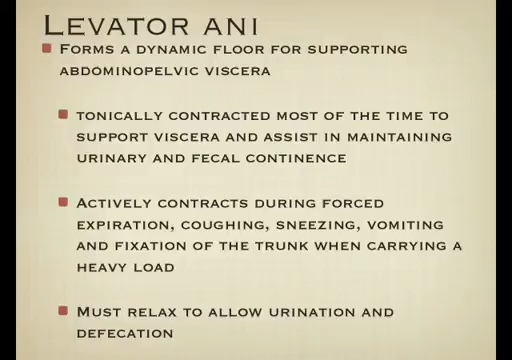 Levator ani
Forms a dynamic floor for supporting
abdominopelvic viscera
tonically contracted most of the time to
support viscera and assist in maintaining
urinary and fecal continence
Actively contracts during forced
expiration, coughing, sneezing, vomiting
and fixation of the trunk when carrying a
heavy load
Must relax to allow urination and
defecation